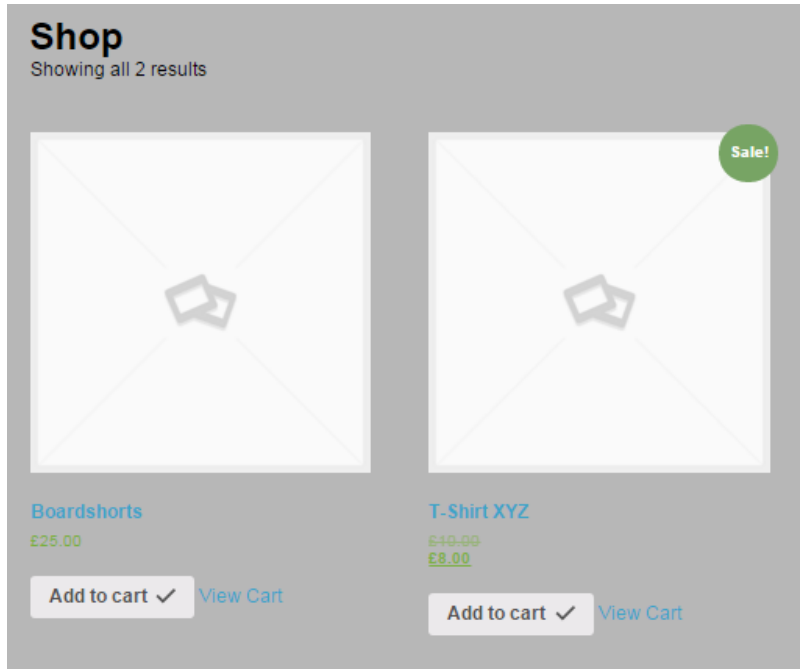 Shop
Showing all 2 results
Sale!
Boardshorts
£25.00
Add to cart
View Cart
T-Shirt XYZ
£10.00
£8.00
Add to cart
View Cart